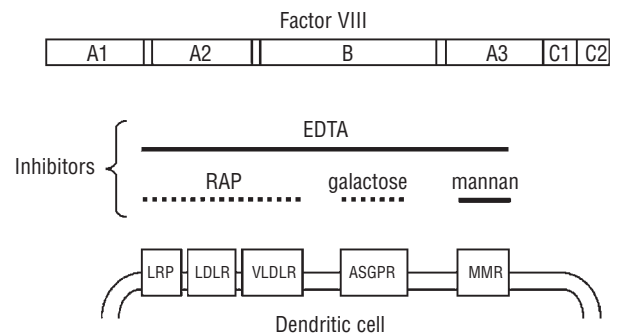 Factor VIII
A1 A2 B A3 C1 C2
EDTA
Inhibitors
RAP galactose mannan
LRP LDLR VLDLR ASGPR MMR
Dendritic cell